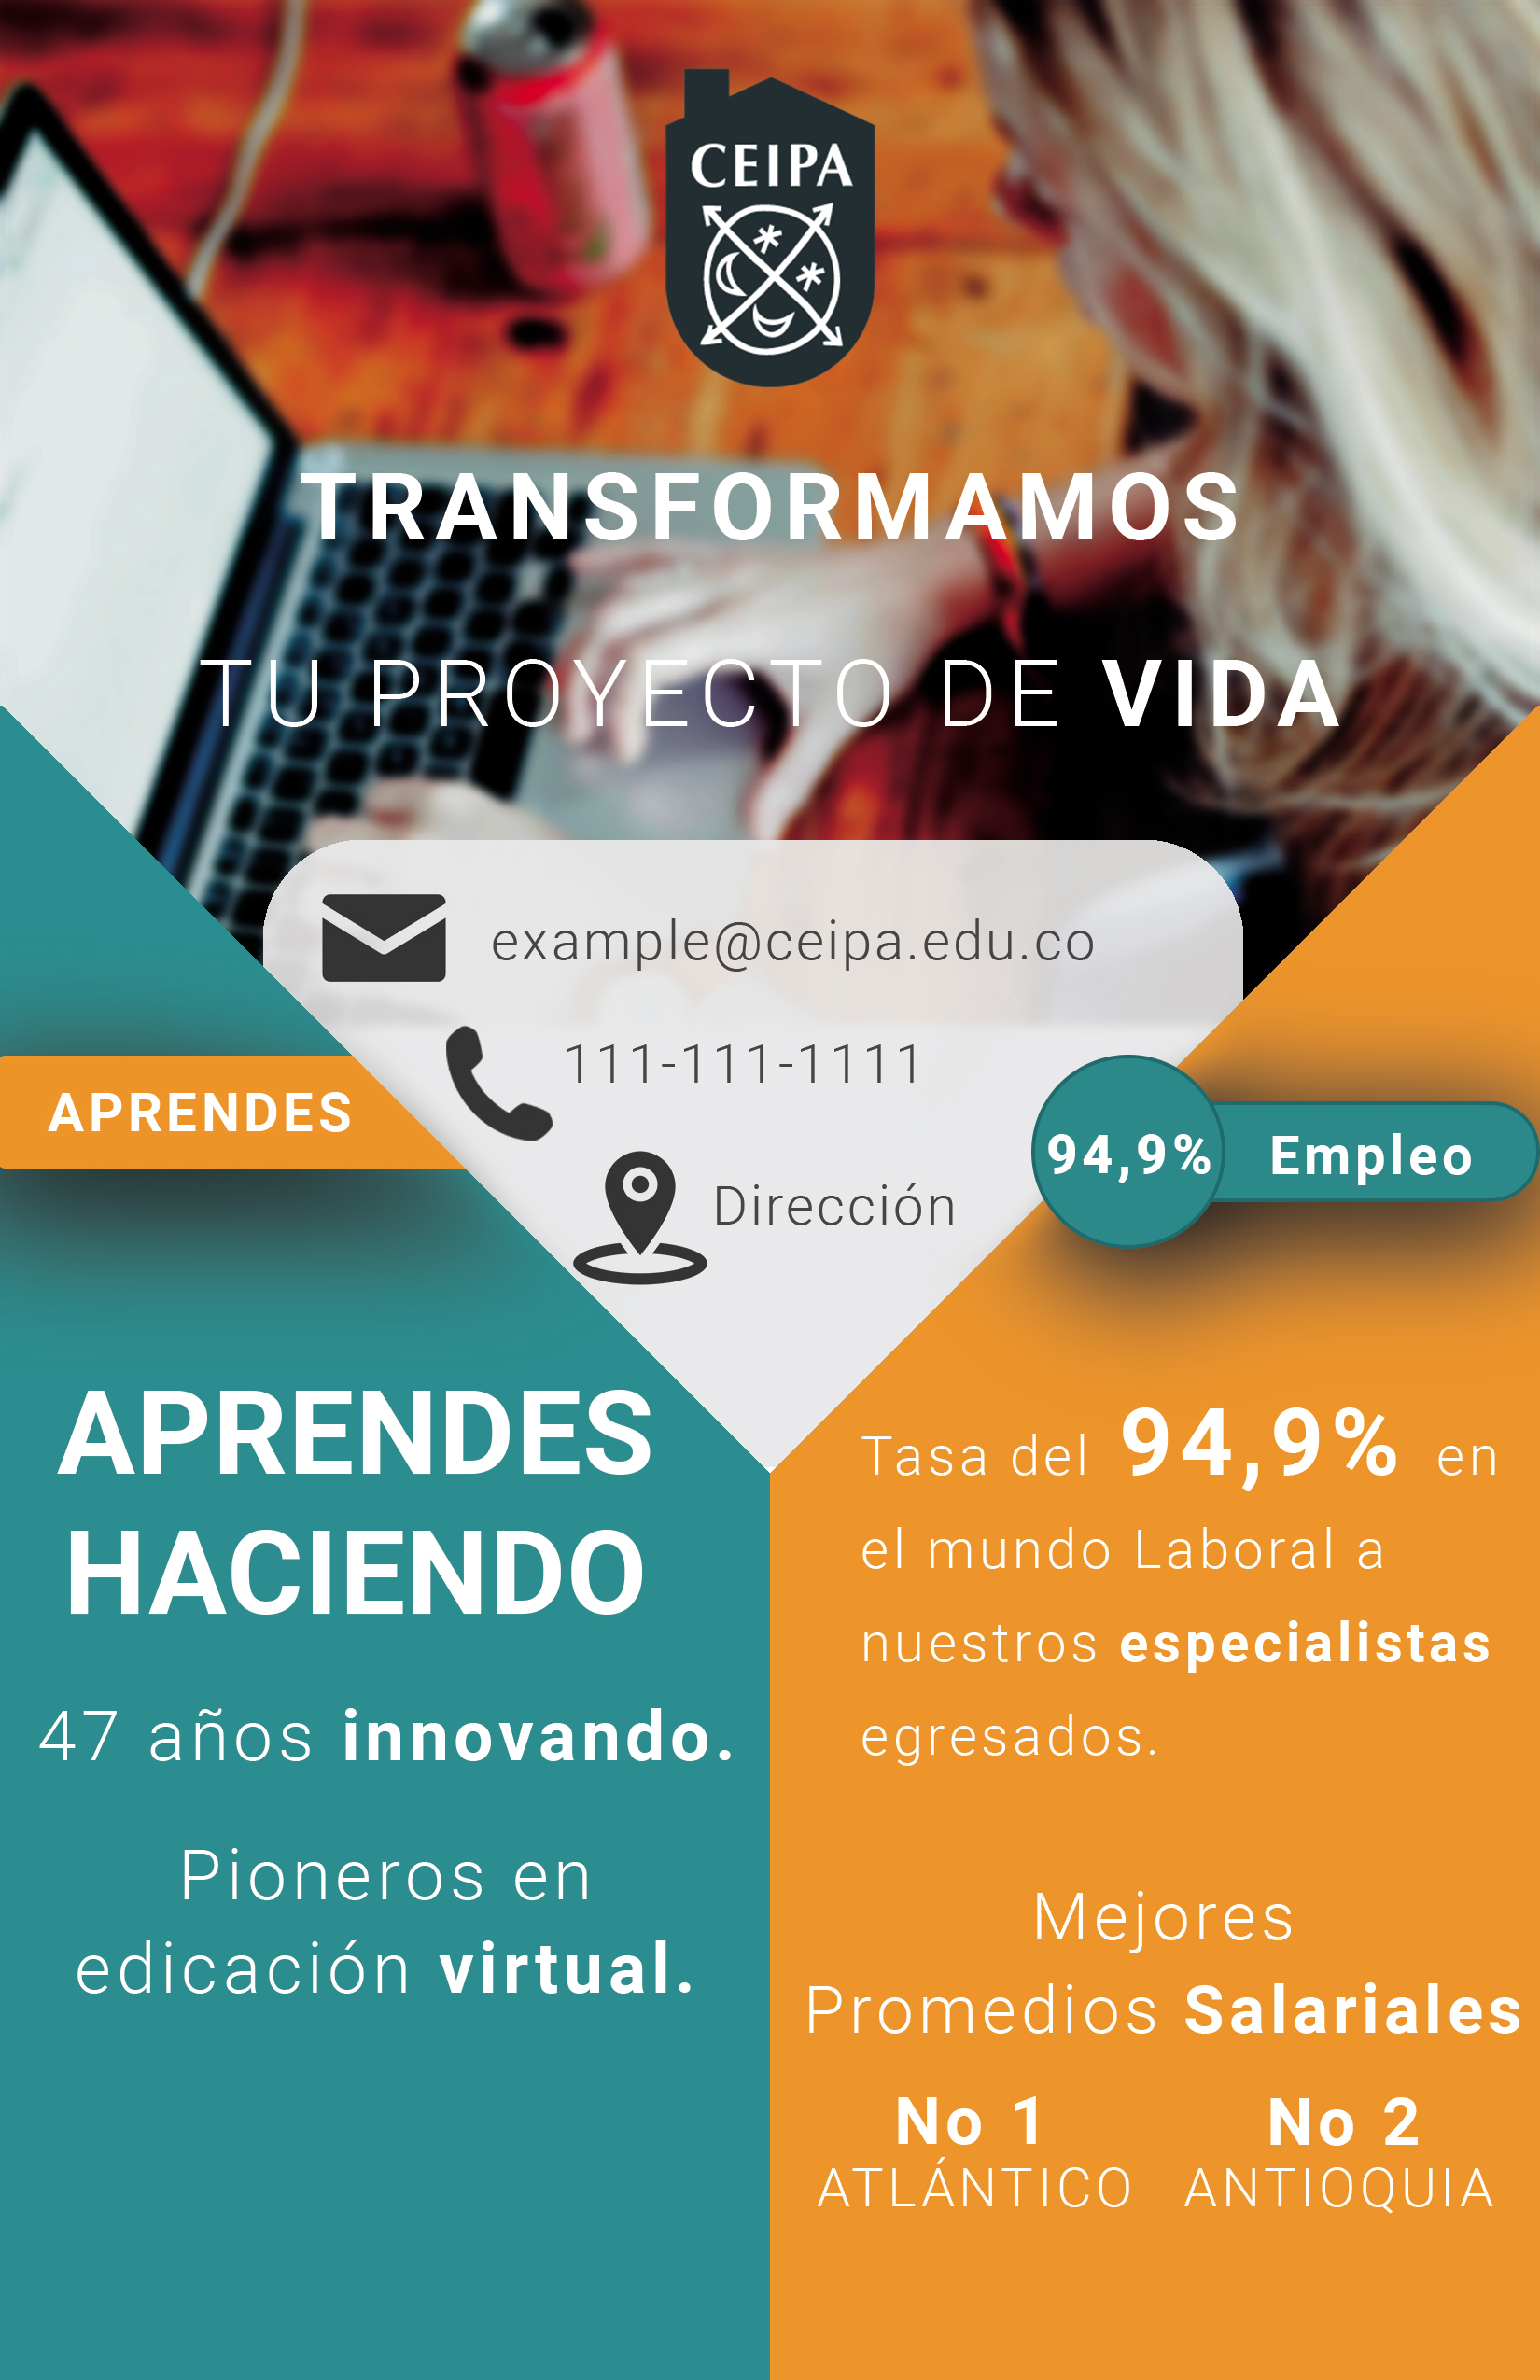 CEIPA
TRANSFORMAMOS
TU PROYECTO DE VIDA
example@ceipa.edu.co
111-111-1111
Dirección
APRENDES
94,9% Empleo
APRENDES
HACIENDO
47 años innovando.
Pioneros en
edicación virtual.
Tasa del 94,9% en
el mundo Laboral a
nuestros especialistas
egresados.
Mejores
Promedios Salariales
No 1
ATLÁNTICO
No 2
ANTIOQUIA